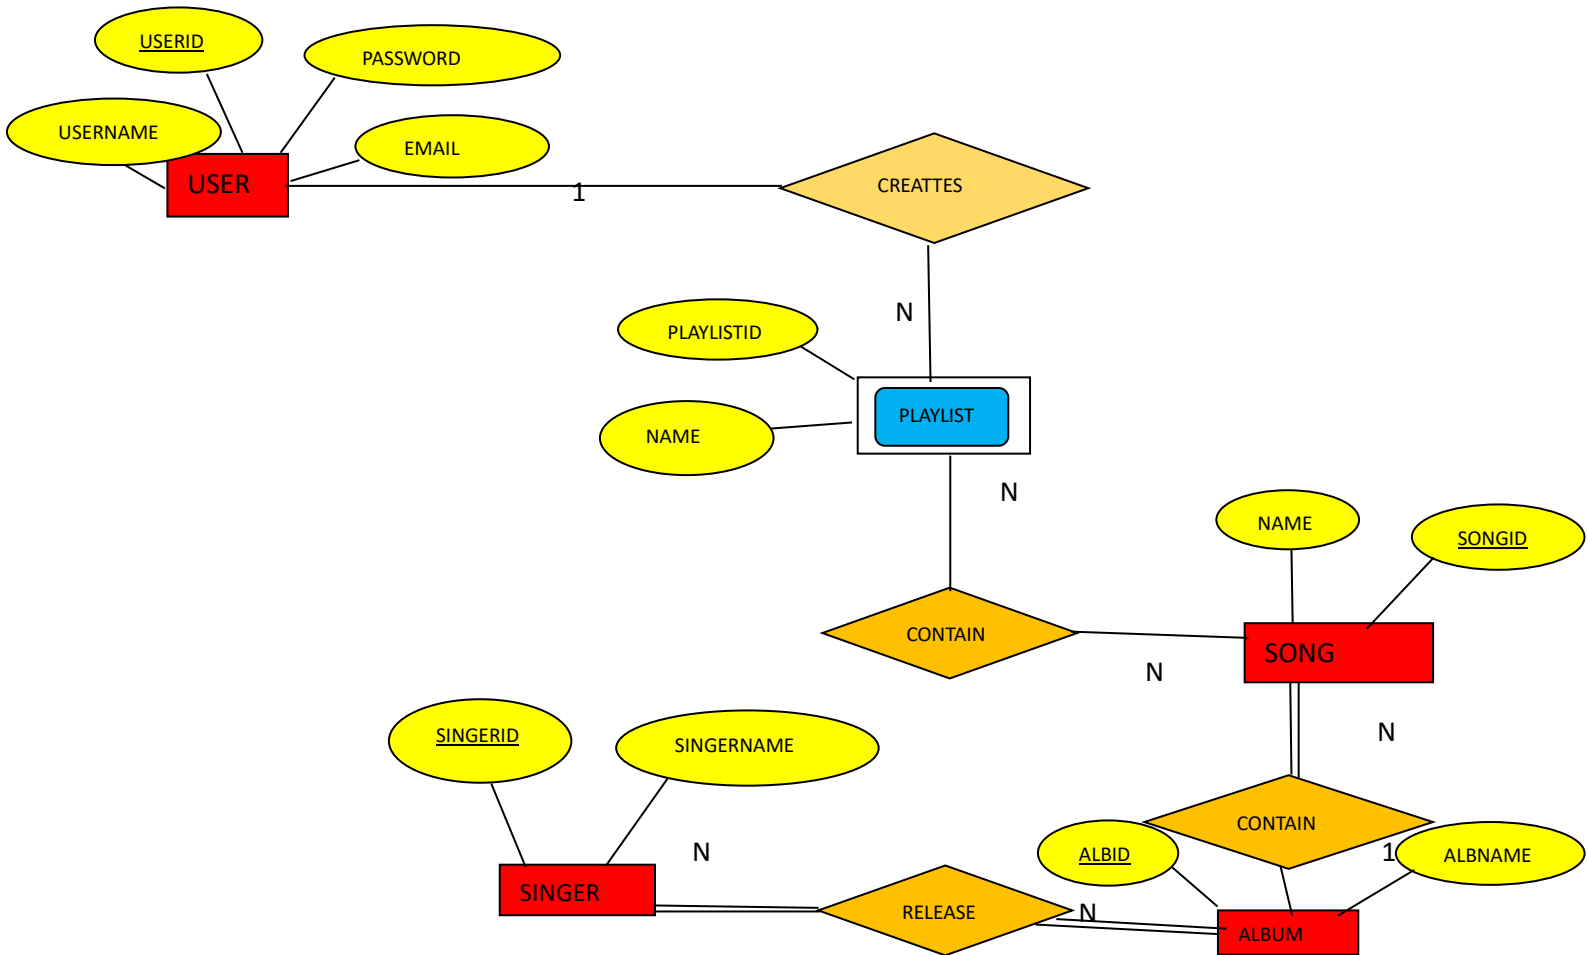 USERID
PASSWORD
USERNAME
EMAIL
USER
1
CREATTES
N
PLAYLISTID
PLAYLIST
NAME
N
NAME
SONGID
CONTAIN
SONG
N
SINGERID
SINGERNAME
N
CONTAIN
N
ALBID
1
ALBNAME
SINGER
RELEASE
N
ALBUM